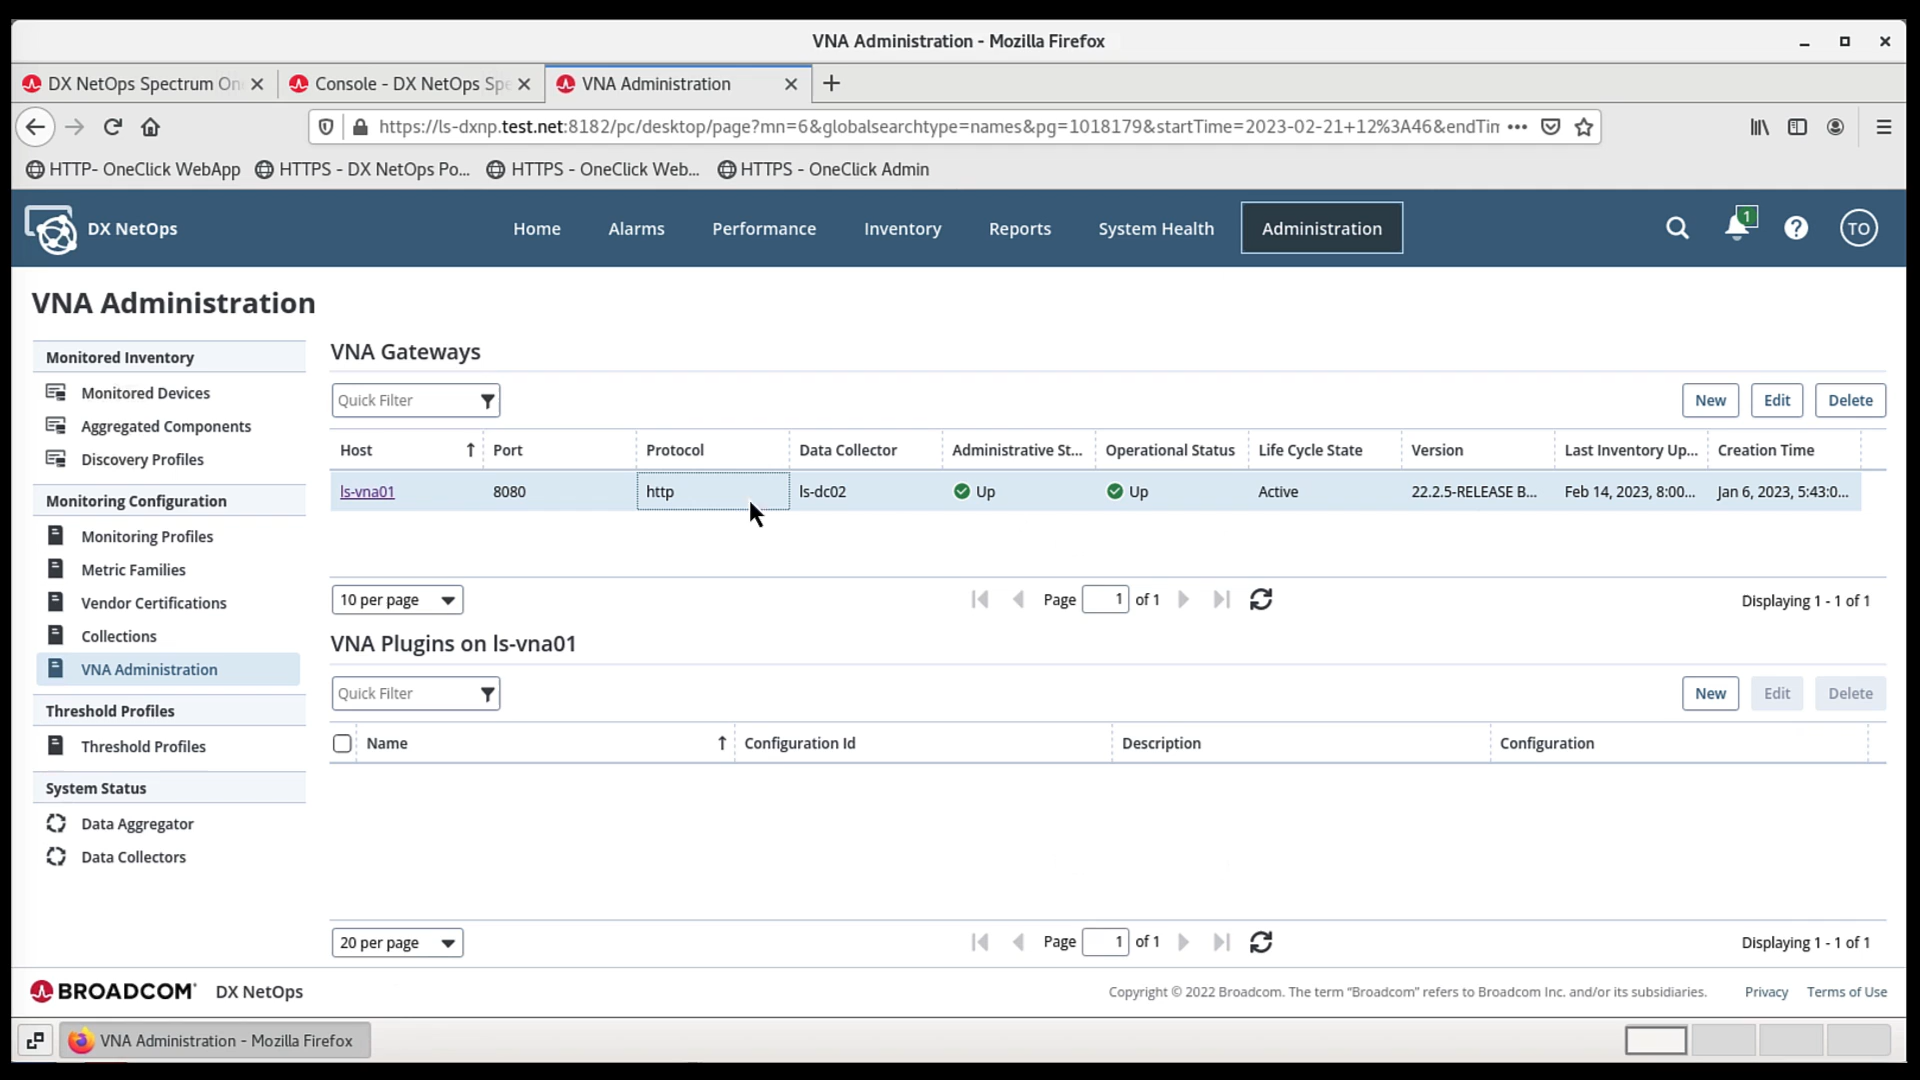 VNA Administration - Mozilla Firefox
DX NetOps Spectrum On
Console - DX NetOps Spe
VNA Administration
https://ls-dxnp.test.net:8182/pc/desktop/page?mn=6&globalsearchtype=names&pg=1018179&startTime=2023-02-21+12%3A46&endTin
HTTP- OneClick WebApp
HTTPS - DX NetOps Po...
HTTPS - OneClick Web...
HTTPS - OneClick Admin
DX NetOps
Home
Alarms
Performance
Inventory
Reports
System Health
Administration
1
TO
VNA Administration
Monitored Inventory
Monitored Devices
Aggregated Components
Discovery Profiles
Monitoring Configuration
Monitoring Profiles
Metric Families
Vendor Certifications
Collections
VNA Administration
Threshold Profiles
Threshold Profiles
System Status
Data Aggregator
Data Collectors
VNA Gateways
Quick Filter
New
Edit
Delete
Host Port Protocol Data Collector Administrative St... Operational Status Life Cycle State Version Last Inventory Up... Creation Time
ls-vna01 8080 http ls-dc02 Up Up Active 22.2.5-RELEASE B... Feb 14, 2023, 8:00... Jan 6, 2023, 5:43:0...
10 per page
Page 1 of 1
Displaying 1 - 1 of 1
VNA Plugins on ls-vna01
Quick Filter
New
Edit
Delete
Name Configuration Id Description Configuration
20 per page
Page 1 of 1
Displaying 1 - 1 of 1
BROADCOM DX NetOps
Copyright © 2022 Broadcom. The term “Broadcom” refers to Broadcom Inc. and/or its subsidiaries.
Privacy
Terms of Use
VNA Administration - Mozilla Firefox